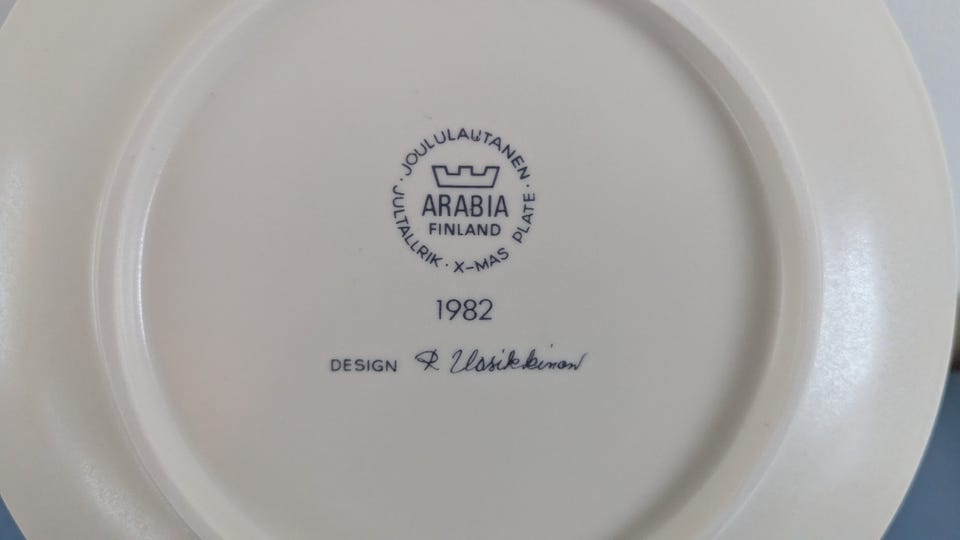 JOULULAUTANEN · X-MAS PLATE · JULTALLRIK ·
ARABIA
FINLAND
1982
DESIGN R Uosikkinen